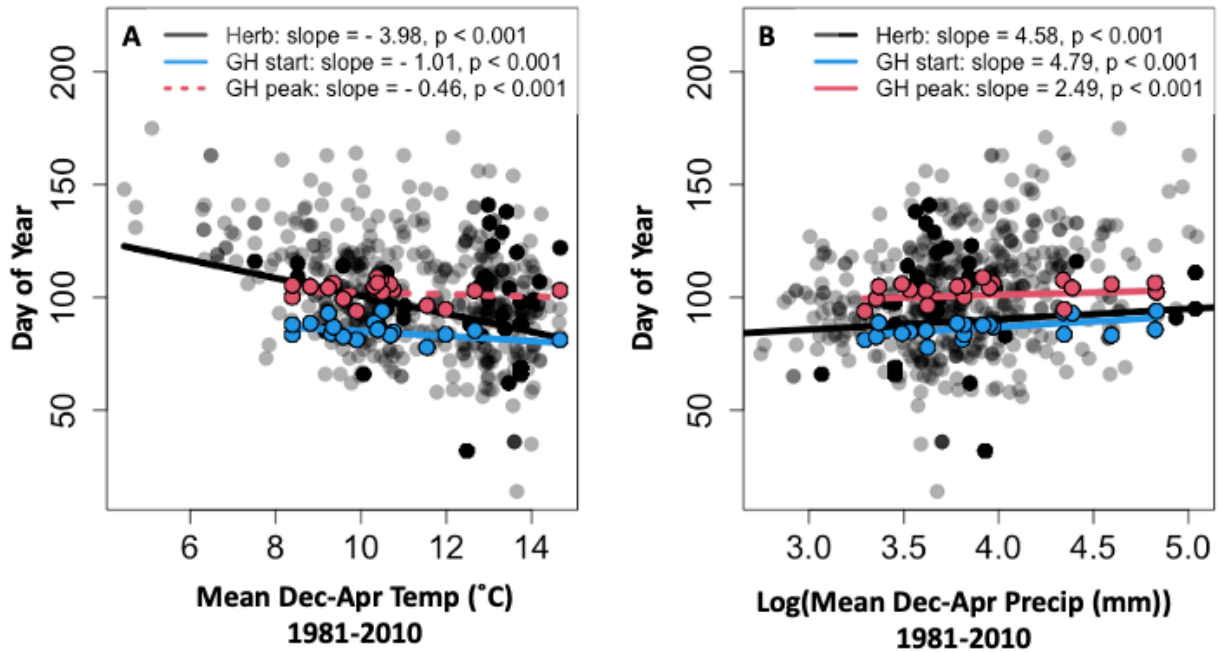 A
Herb: slope = - 3.98, p < 0.001
GH start: slope = - 1.01, p < 0.001
GH peak: slope = - 0.46, p < 0.001
Day of Year
200
150
100
50
6 8 10 12 14
Mean Dec-Apr Temp (˚C)
1981-2010
B
Herb: slope = 4.58, p < 0.001
GH start: slope = 4.79, p < 0.001
GH peak: slope = 2.49, p < 0.001
Day of Year
200
150
100
50
3.0 3.5 4.0 4.5 5.0
Log(Mean Dec-Apr Precip (mm))
1981-2010